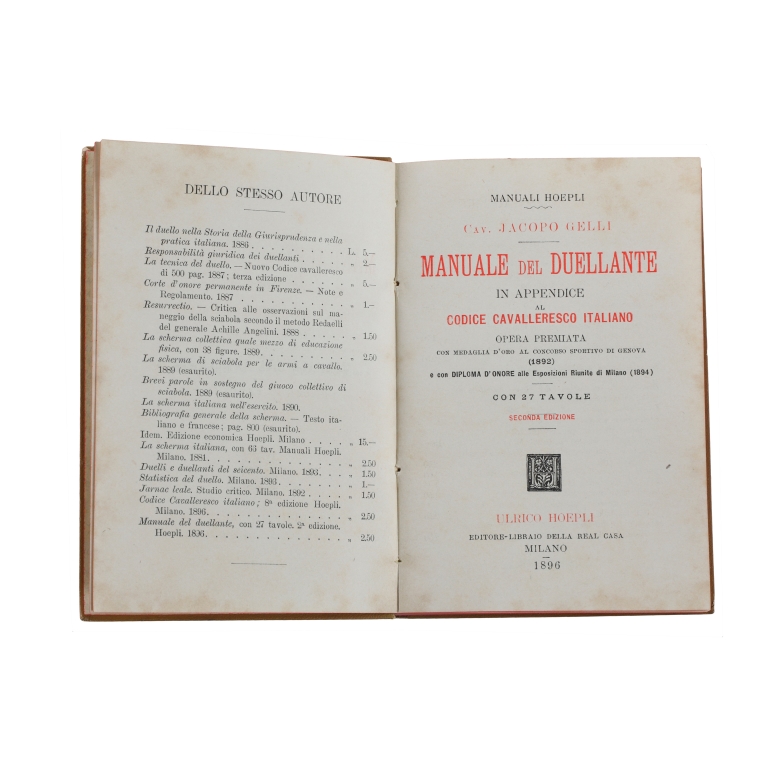 DELLO STESSO AUTORE
Il duello nella Storia della Giurisprudenza e nella
pratica italiana. 1886 . . . . . . . . . . L. 5.—
Responsabilità giuridica dei duellanti . . . . . „ 2.—
La tecnica del duello. — Nuovo Codice cavalleresco
di 500 pag. 1887; terza edizione . . . . . . „ 5.—
Corte d'onore permanente in Firenze. — Note e
Regolamento. 1887 . . . . . . . . . . . „ 1.—
Resurrectio. — Critica alle osservazioni sul ma-
neggio della sciabola secondo il metodo Redaelli
del generale Achille Angelini. 1888 . . . . . „ 1.50
La scherma collettiva quale mezzo di educazione
fisica, con 38 figure. 1889. . . . . . . . . „ 2.50
La scherma di sciabola per le armi a cavallo.
1889 (esaurito).
Brevi parole in sostegno del giuoco collettivo di
sciabola. 1889 (esaurito).
La scherma italiana nell'esercito. 1890.
Bibliografia generale della scherma. — Testo ita-
liano e francese; pag. 800 (esaurito).
Idem. Edizione economica Hoepli. Milano . . . . „ 15.—
La scherma italiana, con 65 tav. Manuali Hoepli.
Milano. 1881. . . . . . . . . . . . . . „ 2.50
Duelli e duellanti del seicento. Milano. 1893. . . . „ 1.50
Statistica del duello. Milano. 1893. . . . . . . „ 1.—
Jarnac leale. Studio critico. Milano. 1892 . . . . „ 1.50
Codice Cavalleresco italiano; 8ª edizione Hoepli.
Milano. 1896. . . . . . . . . . . . . . „ 2.50
Manuale del duellante, con 27 tavole. 2ª edizione.
Hoepli. 1896. . . . . . . . . . . . . . „ 2.50
MANUALI HOEPLI
CAV. JACOPO GELLI
MANUALE DEL DUELLANTE
IN APPENDICE
AL
CODICE CAVALLERESCO ITALIANO
OPERA PREMIATA
CON MEDAGLIA D'ORO AL CONCORSO SPORTIVO DI GENOVA
(1892)
e con DIPLOMA D'ONORE alle Esposizioni Riunite di Milano (1894)
CON 27 TAVOLE
SECONDA EDIZIONE
H
ULRICO HOEPLI
EDITORE-LIBRAIO DELLA REAL CASA
MILANO
1896